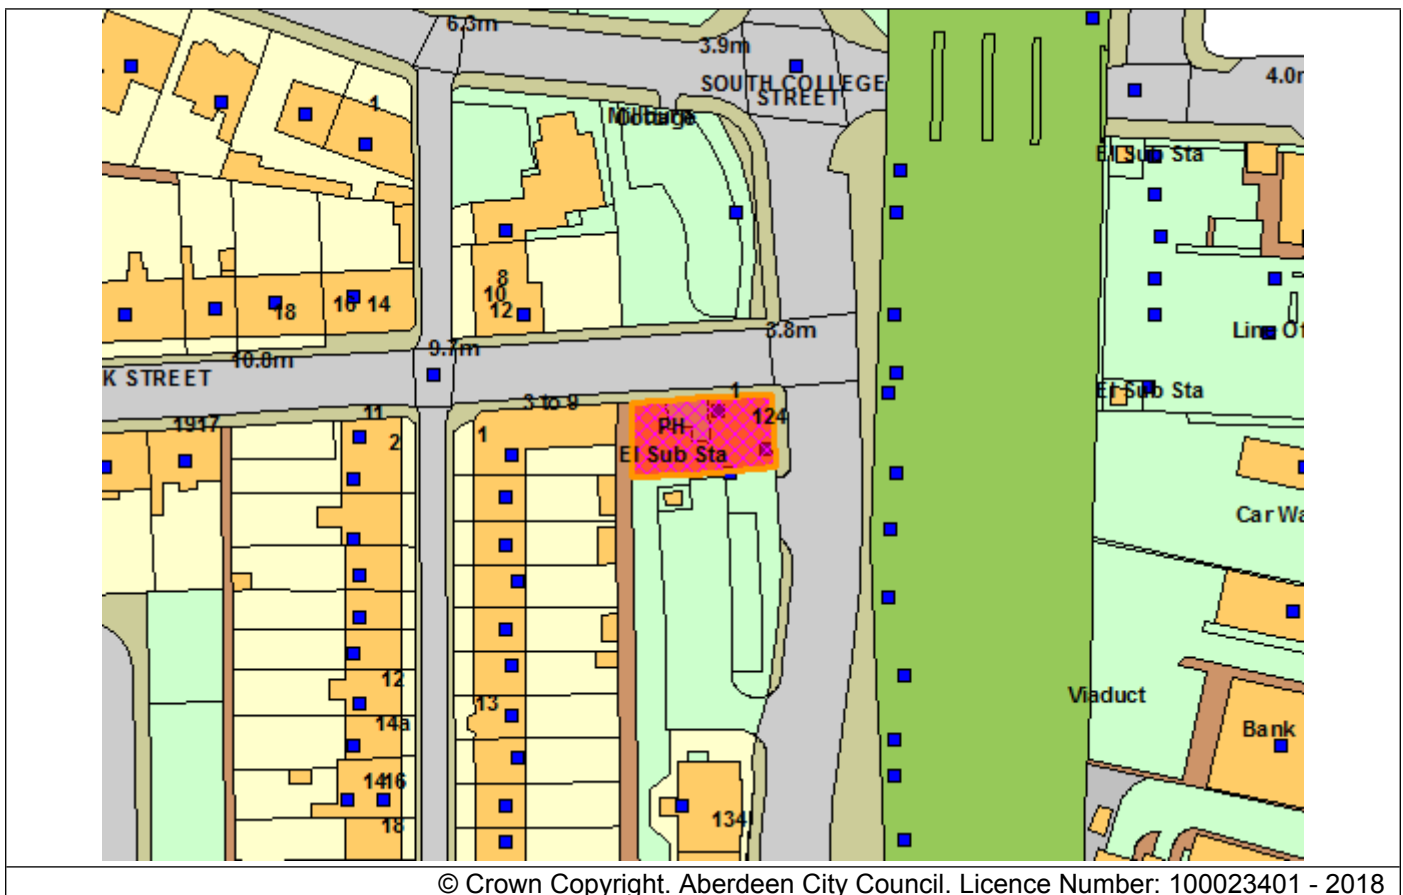 6.3m
3.9m
SOUTH COLLEGE
STREET
4.0m
1
Cottage
El Sub Sta
8
10
12
18
16 14
3.8m
Line Of
9.7m
10.8m
K STREET
El Sub Sta
1
11
3 to 9
124
1917
2
1
PH
El Sub Sta
Car Wa
12
Viaduct
13
14a
Bank
1416
134
18
© Crown Copyright. Aberdeen City Council. Licence Number: 100023401 - 2018